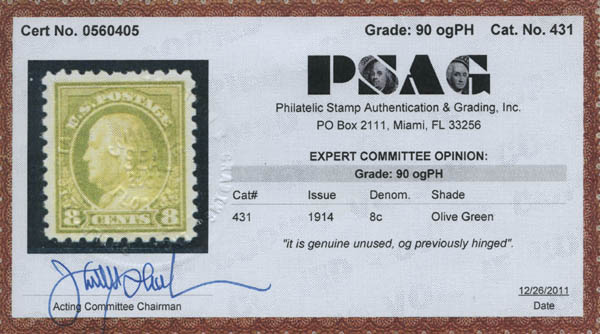 Cert No. 0560405
Grade: 90 ogPH Cat. No. 431
PSAG
Philatelic Stamp Authentication & Grading, Inc.
PO Box 2111, Miami, FL 33256
U.S. POSTAGE
SEAL
8 CENTS 8
EXPERT COMMITTEE OPINION:
Grade: 90 ogPH
Cat# Issue Denom. Shade
431 1914 8c Olive Green
"it is genuine unused, og previously hinged".
Acting Committee Chairman
12/26/2011
Date